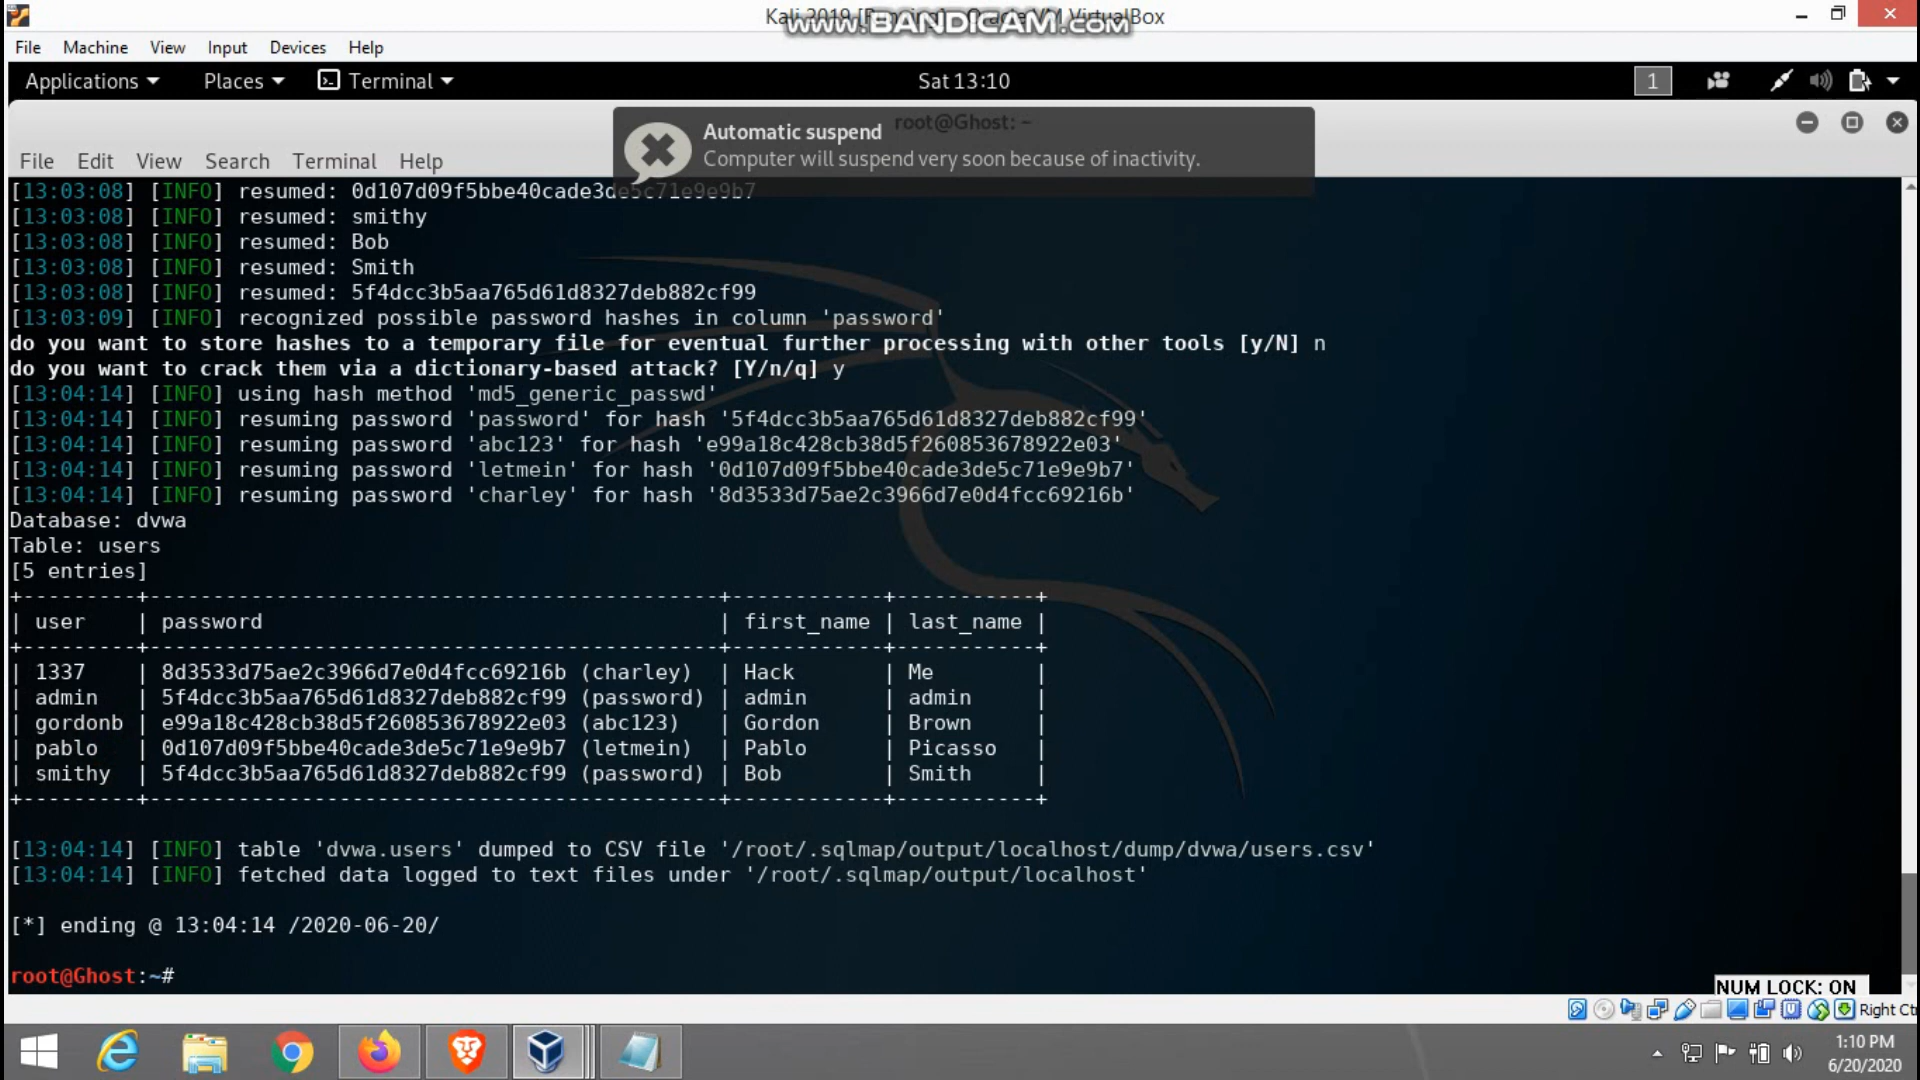 Kali 2019 [Running] - Oracle VM VirtualBox
www.BANDICAM.com
File Machine View Input Devices Help
Applications Places Terminal Sat 13:10 1
root@Ghost: ~
Automatic suspend
Computer will suspend very soon because of inactivity.
File Edit View Search Terminal Help
[13:03:08] [INFO] resumed: 0d107d09f5bbe40cade3de5c71e9e9b7
[13:03:08] [INFO] resumed: smithy
[13:03:08] [INFO] resumed: Bob
[13:03:08] [INFO] resumed: Smith
[13:03:08] [INFO] resumed: 5f4dcc3b5aa765d61d8327deb882cf99
[13:03:09] [INFO] recognized possible password hashes in column 'password'
do you want to store hashes to a temporary file for eventual further processing with other tools [y/N] n
do you want to crack them via a dictionary-based attack? [Y/n/q] y
[13:04:14] [INFO] using hash method 'md5_generic_passwd'
[13:04:14] [INFO] resuming password 'password' for hash '5f4dcc3b5aa765d61d8327deb882cf99'
[13:04:14] [INFO] resuming password 'abc123' for hash 'e99a18c428cb38d5f260853678922e03'
[13:04:14] [INFO] resuming password 'letmein' for hash '0d107d09f5bbe40cade3de5c71e9e9b7'
[13:04:14] [INFO] resuming password 'charley' for hash '8d3533d75ae2c3966d7e0d4fcc69216b'
Database: dvwa
Table: users
[5 entries]
+---------+---------------------------------------------+------------+-----------+
| user | password | first_name | last_name |
+---------+---------------------------------------------+------------+-----------+
| 1337 | 8d3533d75ae2c3966d7e0d4fcc69216b (charley) | Hack | Me |
| admin | 5f4dcc3b5aa765d61d8327deb882cf99 (password) | admin | admin |
| gordonb | e99a18c428cb38d5f260853678922e03 (abc123) | Gordon | Brown |
| pablo | 0d107d09f5bbe40cade3de5c71e9e9b7 (letmein) | Pablo | Picasso |
| smithy | 5f4dcc3b5aa765d61d8327deb882cf99 (password) | Bob | Smith |
+---------+---------------------------------------------+------------+-----------+
[13:04:14] [INFO] table 'dvwa.users' dumped to CSV file '/root/.sqlmap/output/localhost/dump/dvwa/users.csv'
[13:04:14] [INFO] fetched data logged to text files under '/root/.sqlmap/output/localhost'
[*] ending @ 13:04:14 /2020-06-20/
root@Ghost:~#
NUM LOCK: ON
Right Ct
1:10 PM
6/20/2020